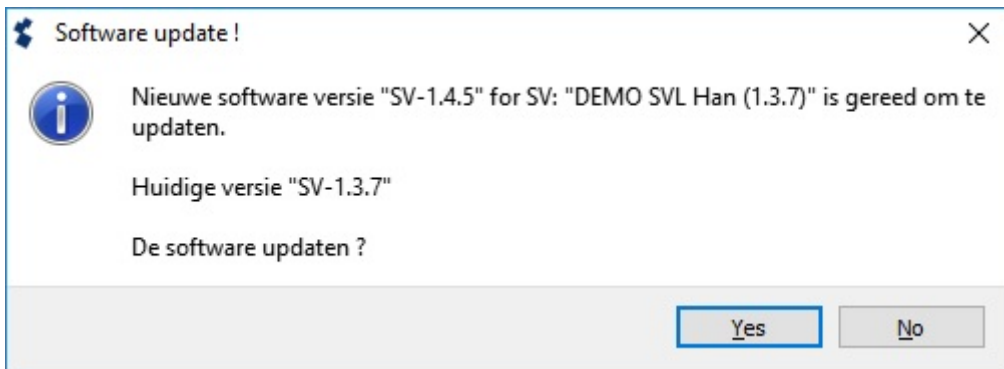 Software update !
Nieuwe software versie "SV-1.4.5" for SV: "DEMO SVL Han (1.3.7)" is gereed om te
updaten.
Huidige versie "SV-1.3.7"
De software updaten ?
Yes
No